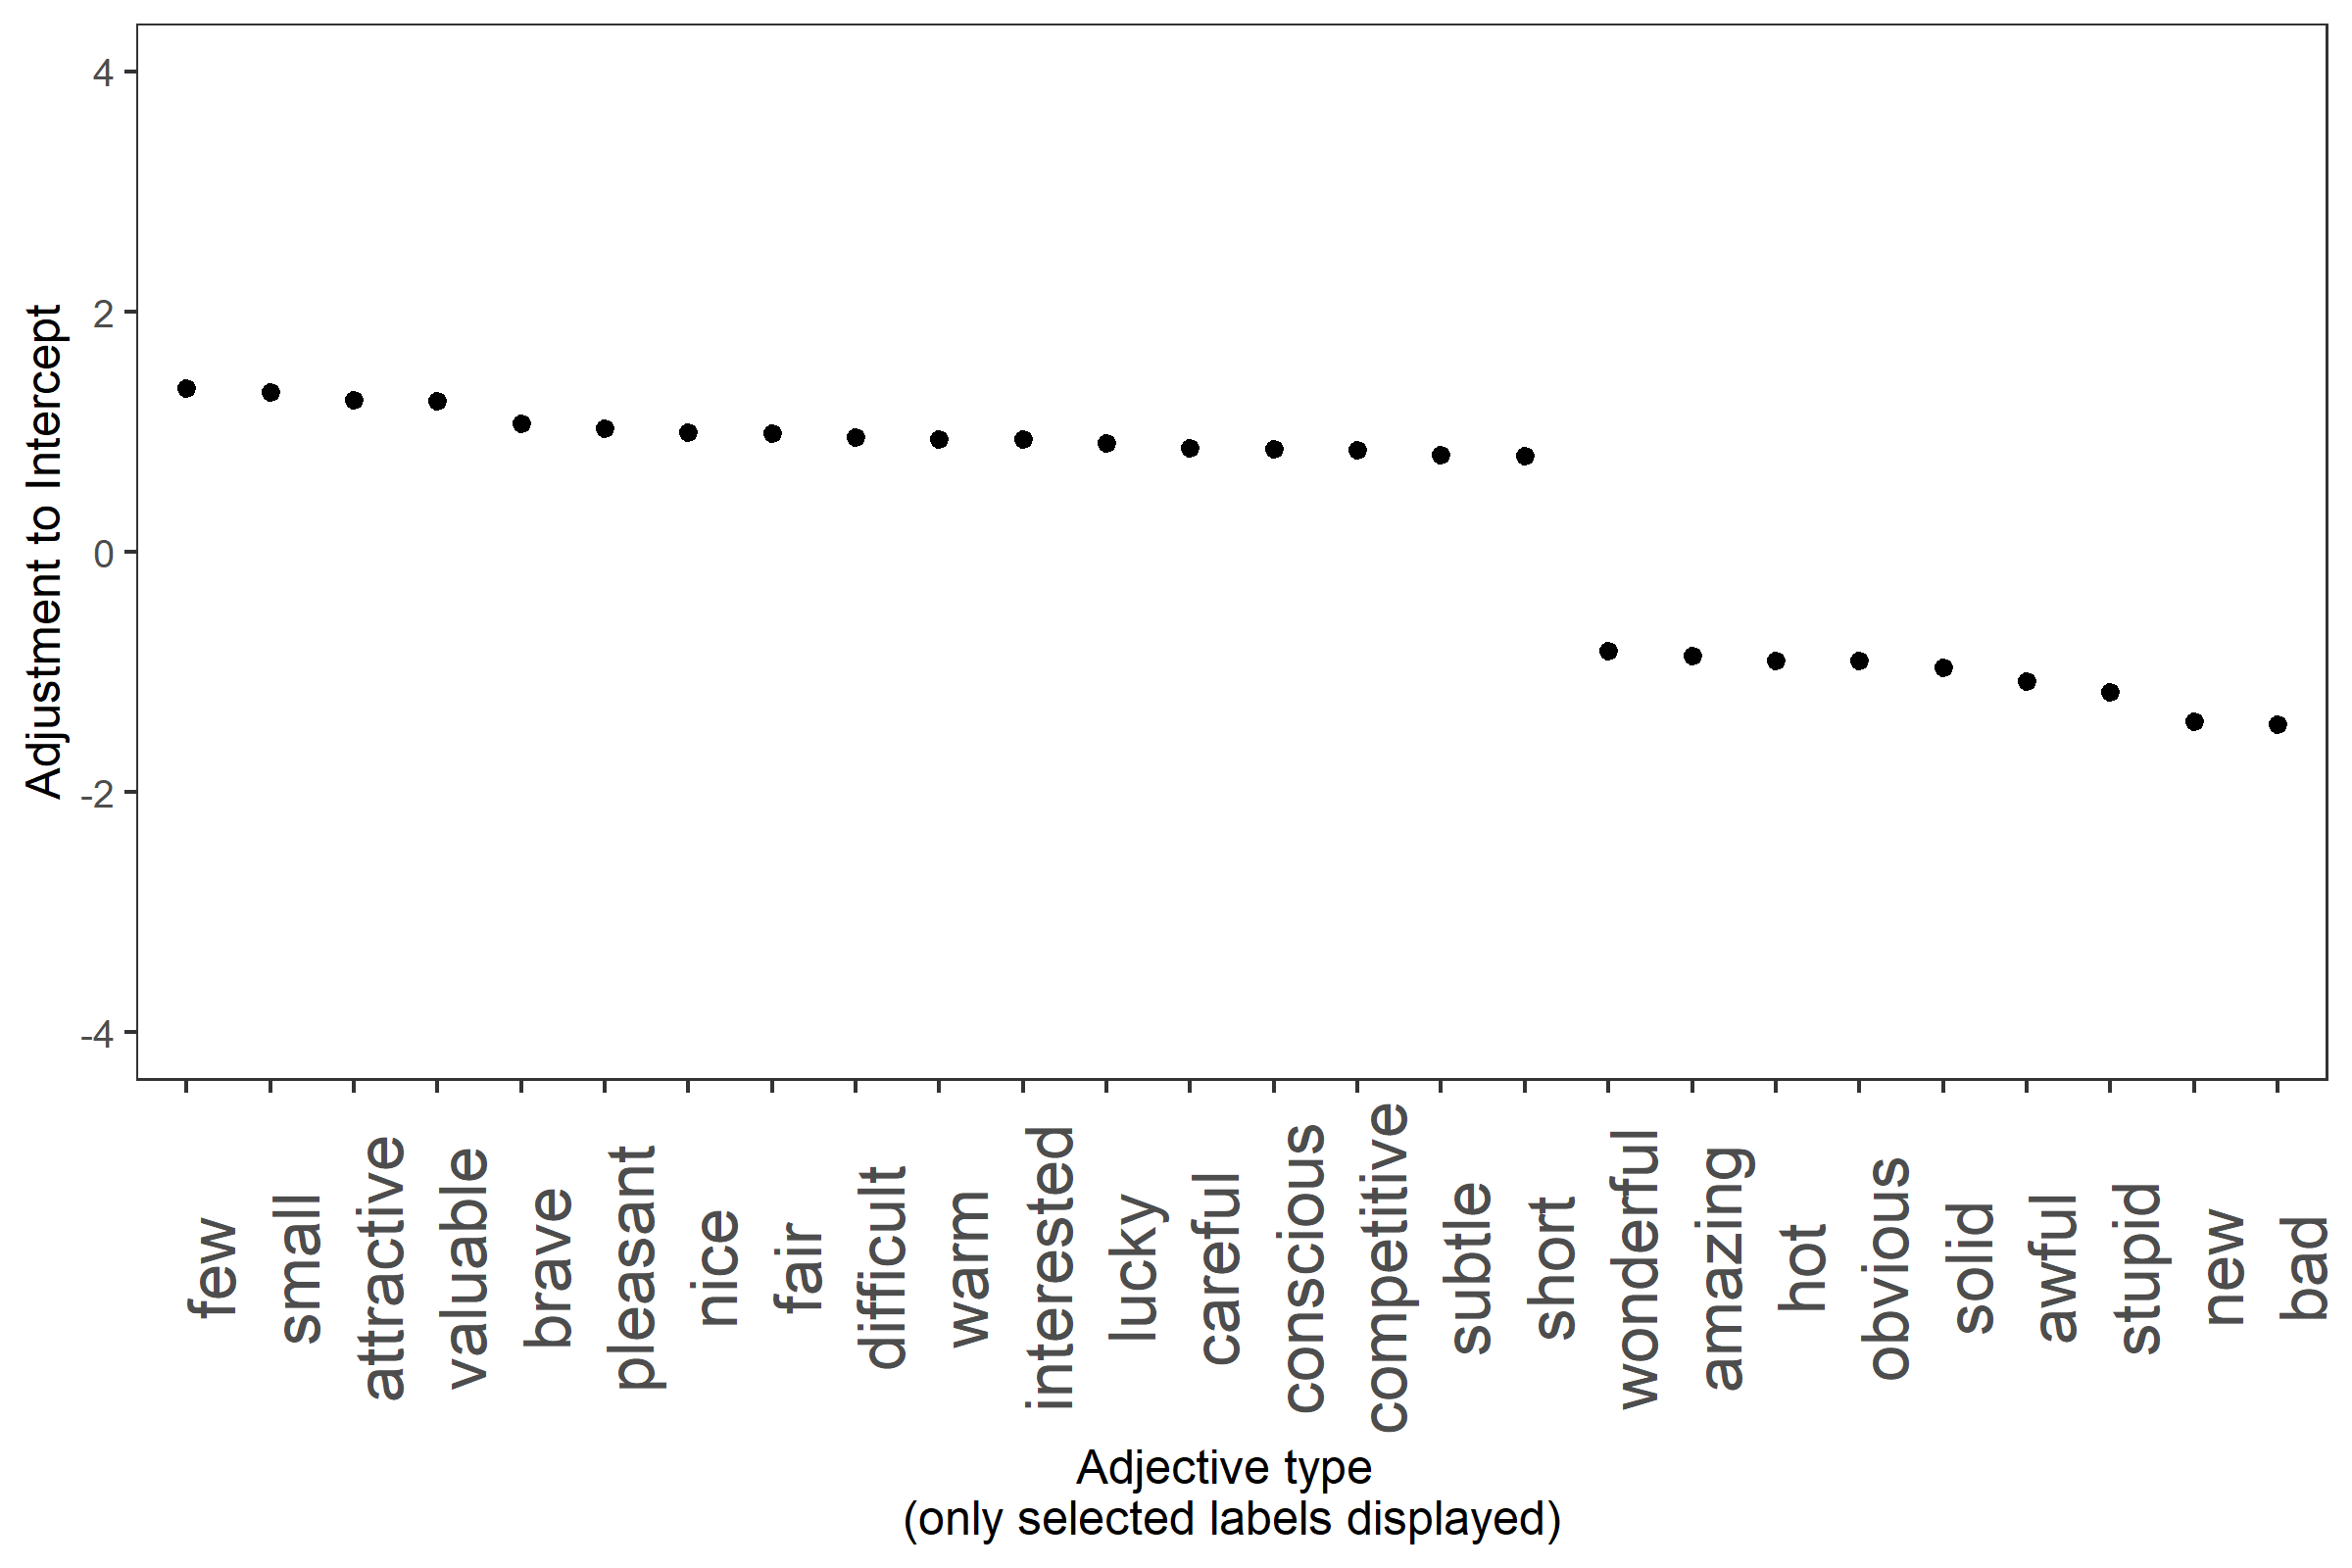 Adjustment to Intercept
4
2
0
-2
-4
few
small
attractive
valuable
brave
pleasant
nice
fair
difficult
warm
interested
lucky
careful
conscious
competitive
subtle
short
wonderful
amazing
hot
obvious
solid
awful
stupid
new
bad
Adjective type
(only selected labels displayed)